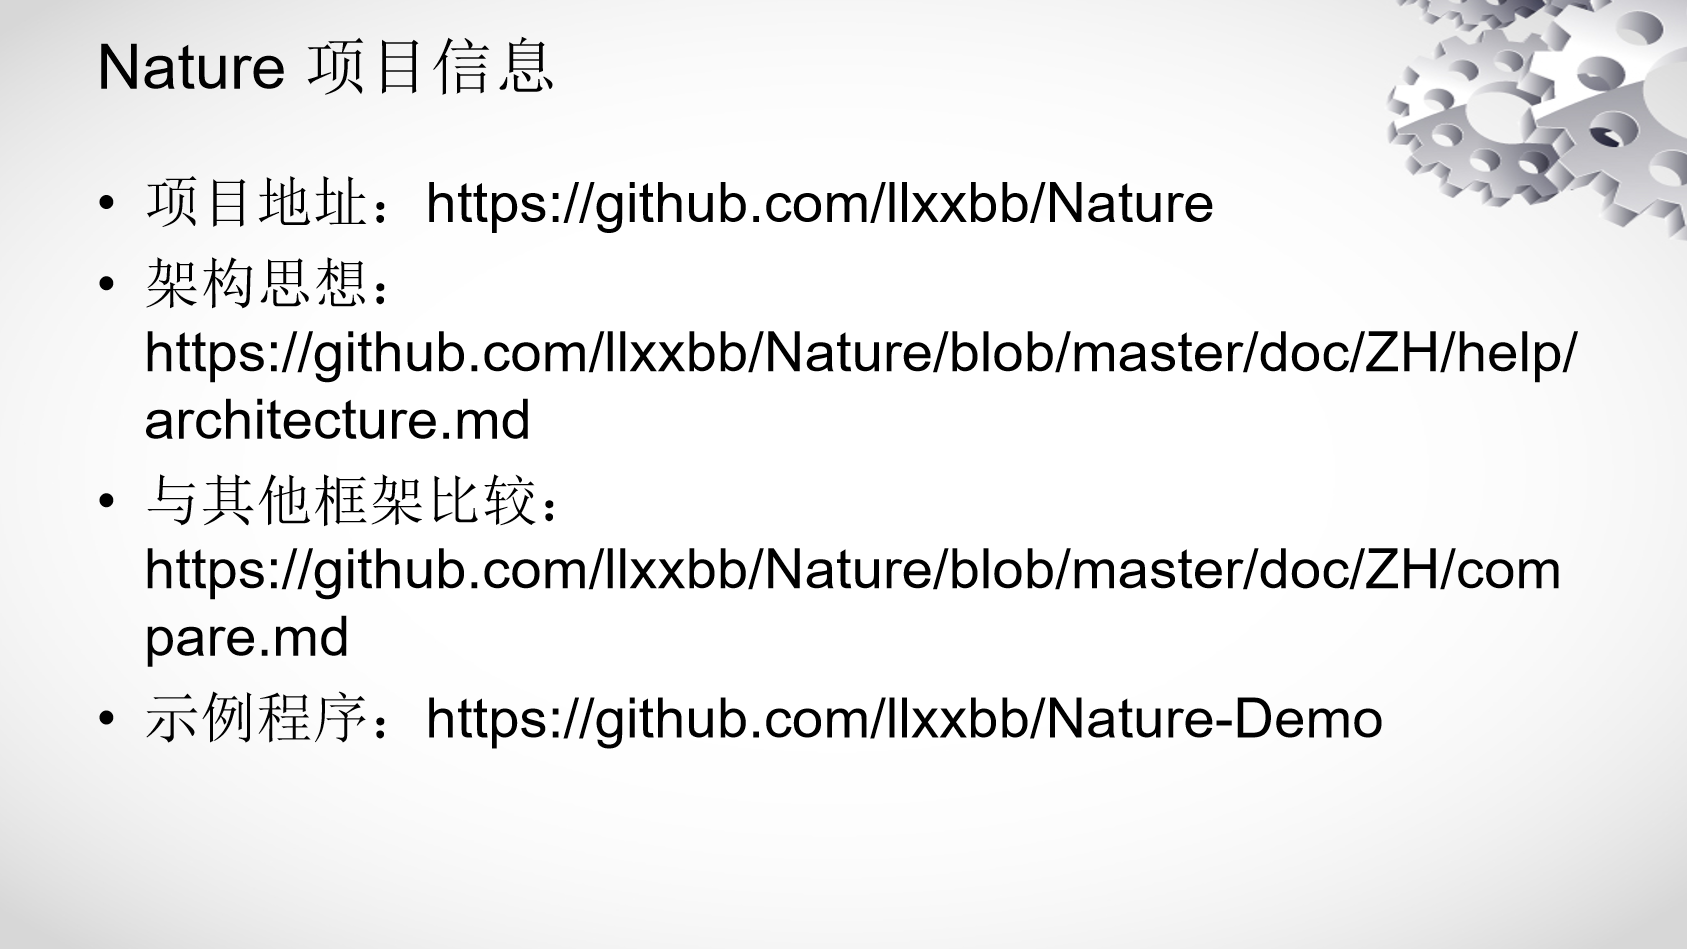 Nature 项目信息
• 项目地址：https://github.com/llxxbb/Nature
• 架构思想：
https://github.com/llxxbb/Nature/blob/master/doc/ZH/help/
architecture.md
• 与其他框架比较：
https://github.com/llxxbb/Nature/blob/master/doc/ZH/com
pare.md
• 示例程序：https://github.com/llxxbb/Nature-Demo